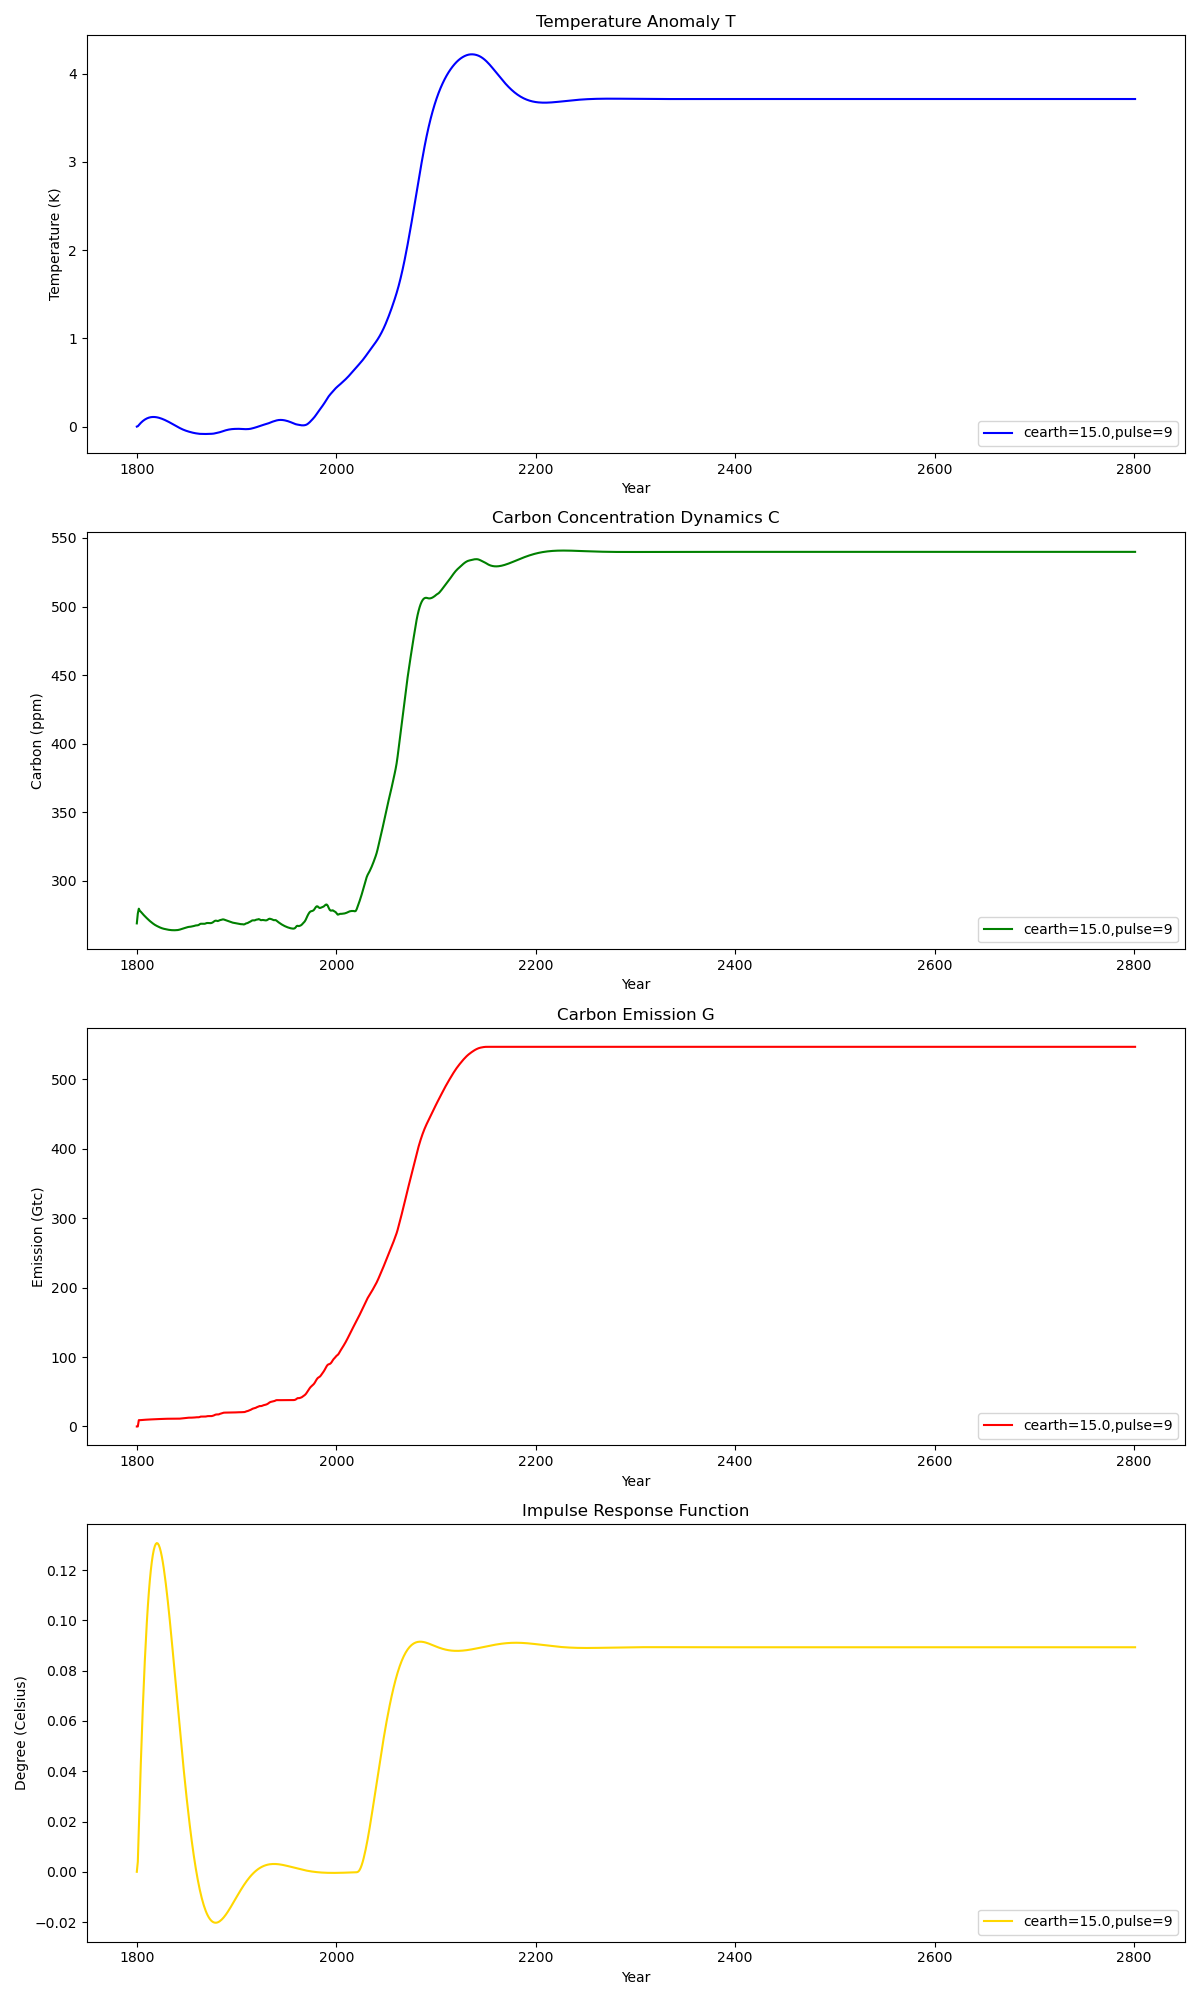 Temperature Anomaly T
4
3
2
1
0
Temperature (K)
cearth=15.0,pulse=9
1800 2000 2200 2400 2600 2800
Year
Carbon Concentration Dynamics C
550
500
450
400
350
300
Carbon (ppm)
cearth=15.0,pulse=9
1800 2000 2200 2400 2600 2800
Year
Carbon Emission G
500
400
300
200
100
0
Emission (Gtc)
cearth=15.0,pulse=9
1800 2000 2200 2400 2600 2800
Year
Impulse Response Function
0.12
0.10
0.08
0.06
0.04
0.02
0.00
−0.02
Degree (Celsius)
cearth=15.0,pulse=9
1800 2000 2200 2400 2600 2800
Year